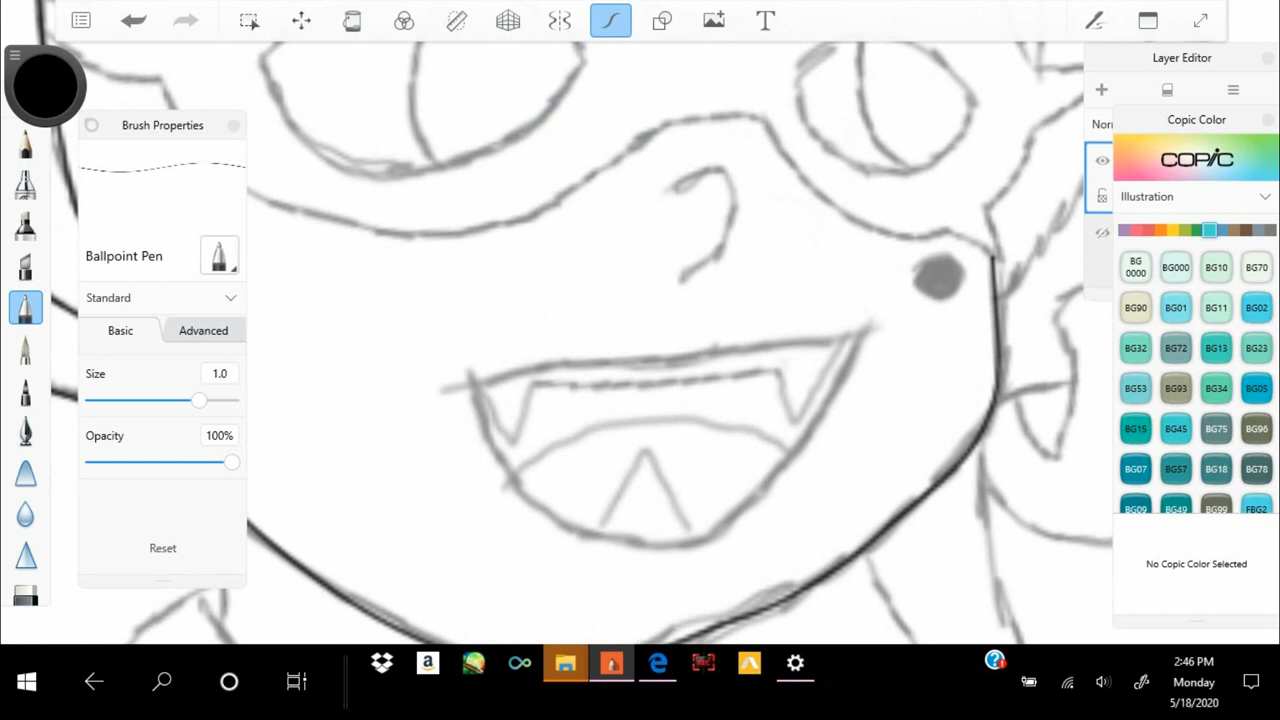 T
Layer Editor
Brush Properties
Nor
Copic Color
COPIC
Illustration
Ballpoint Pen
Standard
Basic
Advanced
Size
1.0
Opacity
100%
Reset
BG
0000
BG000
BG10
BG70
BG90
BG01
BG11
BG02
BG32
BG72
BG13
BG23
BG53
BG93
BG34
BG05
BG15
BG45
BG75
BG96
BG07
BG57
BG18
BG78
BG09
BG49
BG99
FBG2
No Copic Color Selected
a
2:46 PM
Monday
5/18/2020